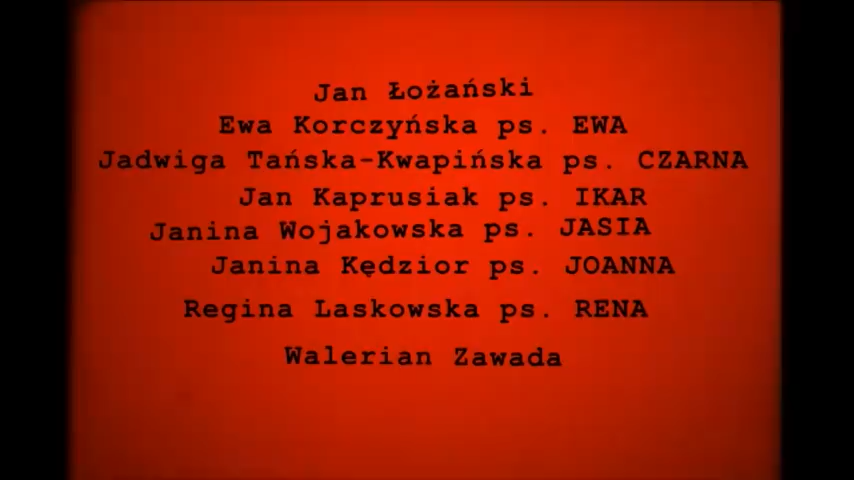 Jan Łożański
Ewa Korczyńska ps. EWA
Jadwiga Tańska-Kwapińska ps. CZARNA
Jan Kaprusiak ps. IKAR
Janina Wojakowska ps. JASIA
Janina Kędzior ps. JOANNA
Regina Laskowska ps. RENA
Walerian Zawada